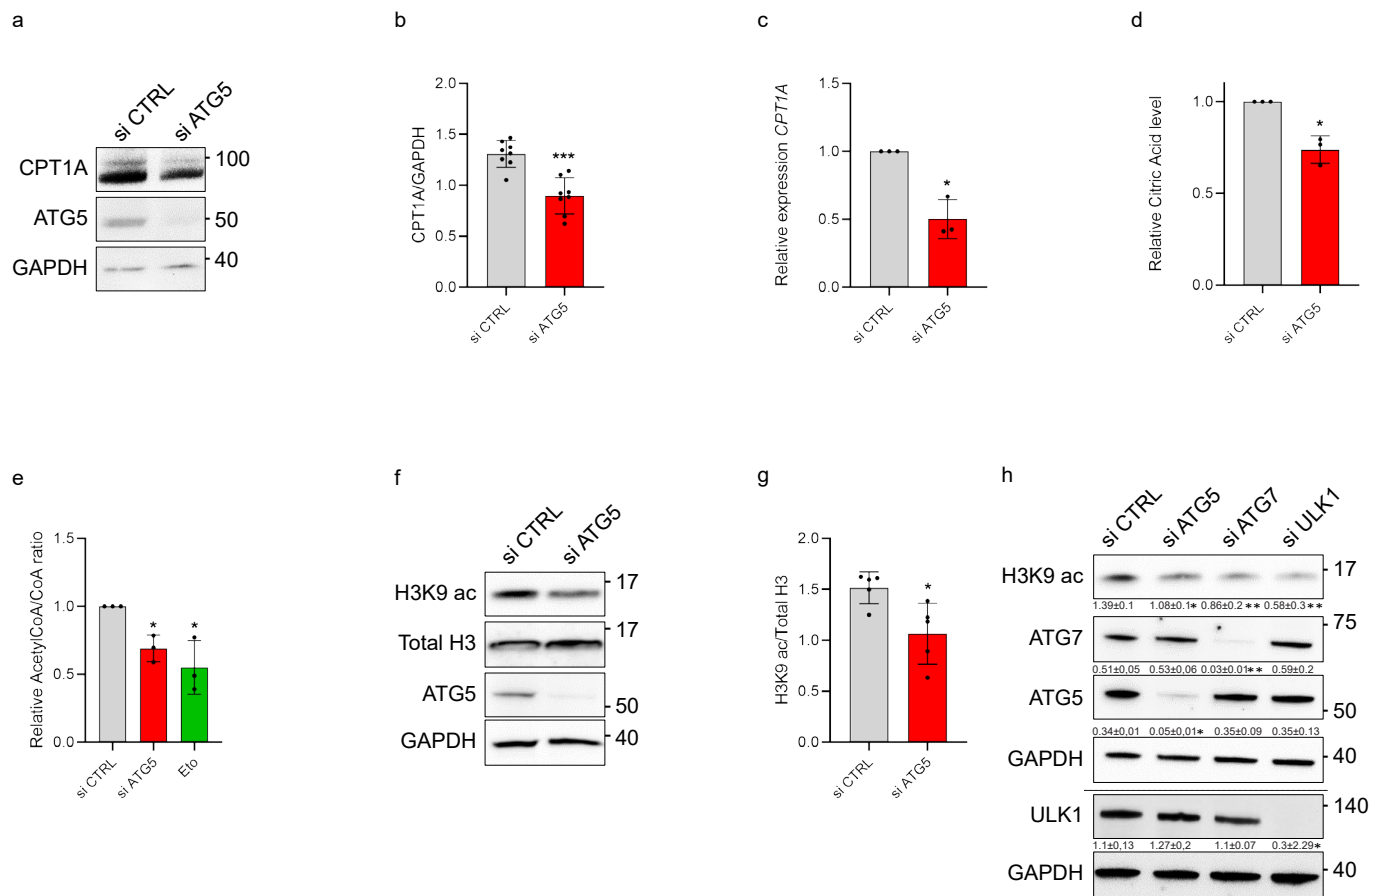 a
si CTRL
si ATG5
CPT1A
100
ATG5
50
GAPDH
40
b
CPT1A/GAPDH
2.0
1.5
1.0
0.5
0.0
***
si CTRL
si ATG5
c
Relative expression CPT1A
1.5
1.0
0.5
0.0
*
si CTRL
si ATG5
d
Relative Citric Acid level
1.0
0.5
0.0
*
si CTRL
si ATG5
e
Relative AcetylCoA/CoA ratio
1.5
1.0
0.5
0.0
*
*
si CTRL
si ATG5
Eto
f
si CTRL
si ATG5
H3K9 ac
17
Total H3
17
ATG5
50
GAPDH
40
g
H3K9 ac/Total H3
2.0
1.5
1.0
0.5
0.0
*
si CTRL
si ATG5
h
si CTRL
si ATG5
si ATG7
si ULK1
H3K9 ac
17
1.39±0.1 1.08±0.1* 0.86±0.2 ** 0.58±0.3 **
ATG7
75
0.51±0,05 0.53±0,06 0.03±0.01** 0.59±0.2
ATG5
50
0.34±0,01 0.05±0,01* 0.35±0.09 0.35±0.13
GAPDH
40
ULK1
140
1.1±0,13 1.27±0,2 1.1±0.07 0.3±2.29*
GAPDH
40